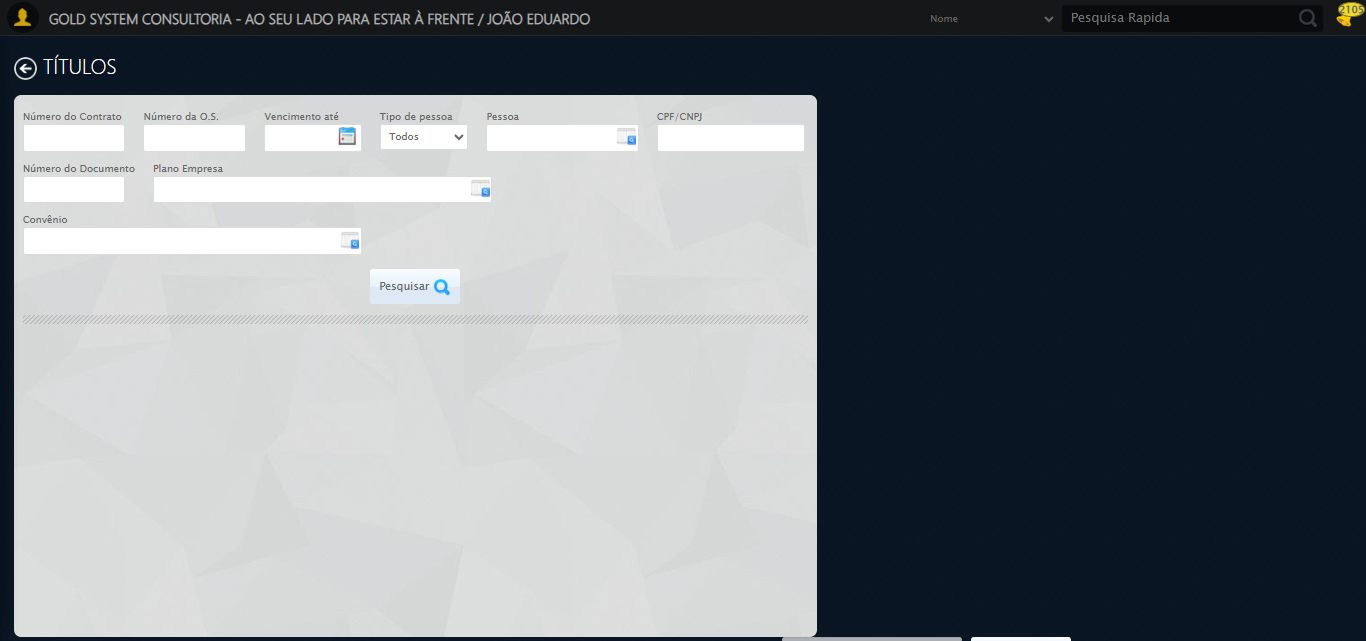 GOLD SYSTEM CONSULTORIA - AO SEU LADO PARA ESTAR À FRENTE / JOÃO EDUARDO
Nome
Pesquisa Rapida
2105
TÍTULOS
Número do Contrato
Número da O.S.
Vencimento até
Tipo de pessoa
Pessoa
CPF/CNPJ
Todos
Número do Documento
Plano Empresa
Convênio
Pesquisar